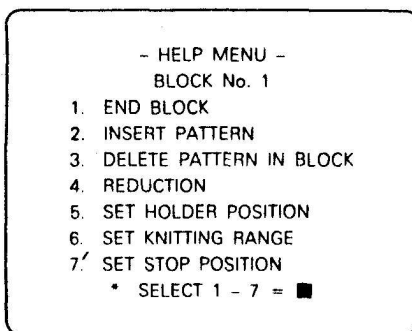 – HELP MENU –
BLOCK No. 1
1. END BLOCK
2. INSERT PATTERN
3. DELETE PATTERN IN BLOCK
4. REDUCTION
5. SET HOLDER POSITION
6. SET KNITTING RANGE
7. SET STOP POSITION
* SELECT 1 – 7 = ■